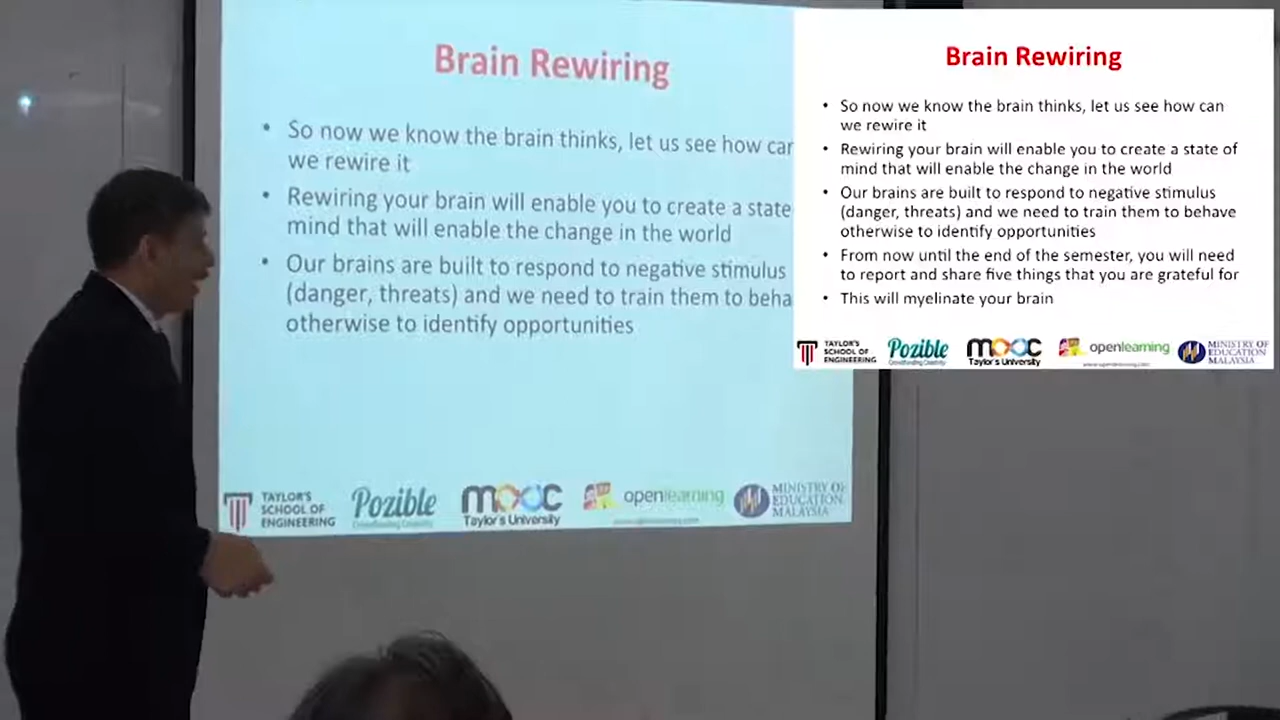 Brain Rewiring
• So now we know the brain thinks, let us see how can
we rewire it
• Rewiring your brain will enable you to create a state
mind that will enable the change in the world
• Our brains are built to respond to negative stimulus
(danger, threats) and we need to train them to beha
otherwise to identify opportunities
TAYLOR'S
SCHOOL OF
ENGINEERING
Pozible
Crowdfunding Creativity
mooc
Taylor's University
openlearning
MINISTRY OF
EDUCATION
MALAYSIA
Brain Rewiring
• So now we know the brain thinks, let us see how can
we rewire it
• Rewiring your brain will enable you to create a state of
mind that will enable the change in the world
• Our brains are built to respond to negative stimulus
(danger, threats) and we need to train them to behave
otherwise to identify opportunities
• From now until the end of the semester, you will need
to report and share five things that you are grateful for
• This will myelinate your brain
TAYLOR'S
SCHOOL OF
ENGINEERING
Pozible
Crowdfunding Creativity
mooc
Taylor's University
openlearning
www.openlearning.com
MINISTRY OF
EDUCATION
MALAYSIA